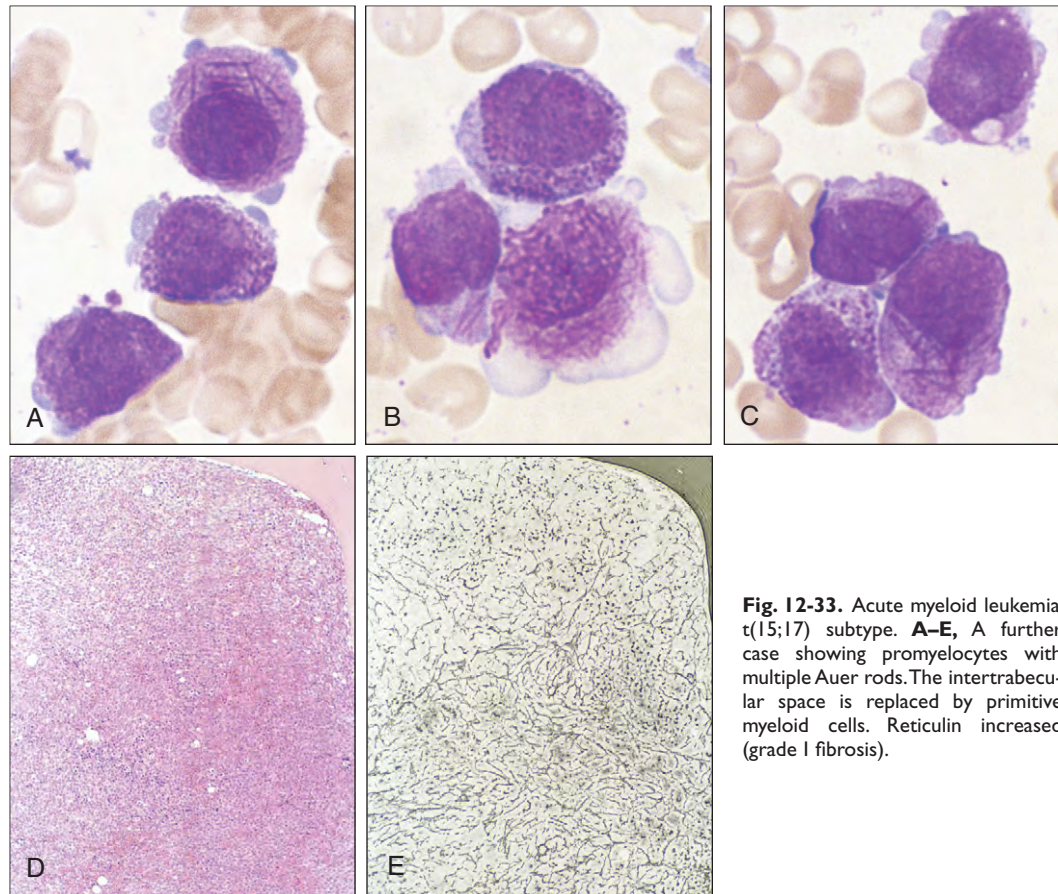 A
B
C
D
E
Fig. 12-33. Acute myeloid leukemia
t(15;17) subtype. A–E, A further
case showing promyelocytes with
multiple Auer rods. The intertrabecu-
lar space is replaced by primitive
myeloid cells. Reticulin increased
(grade I fibrosis).